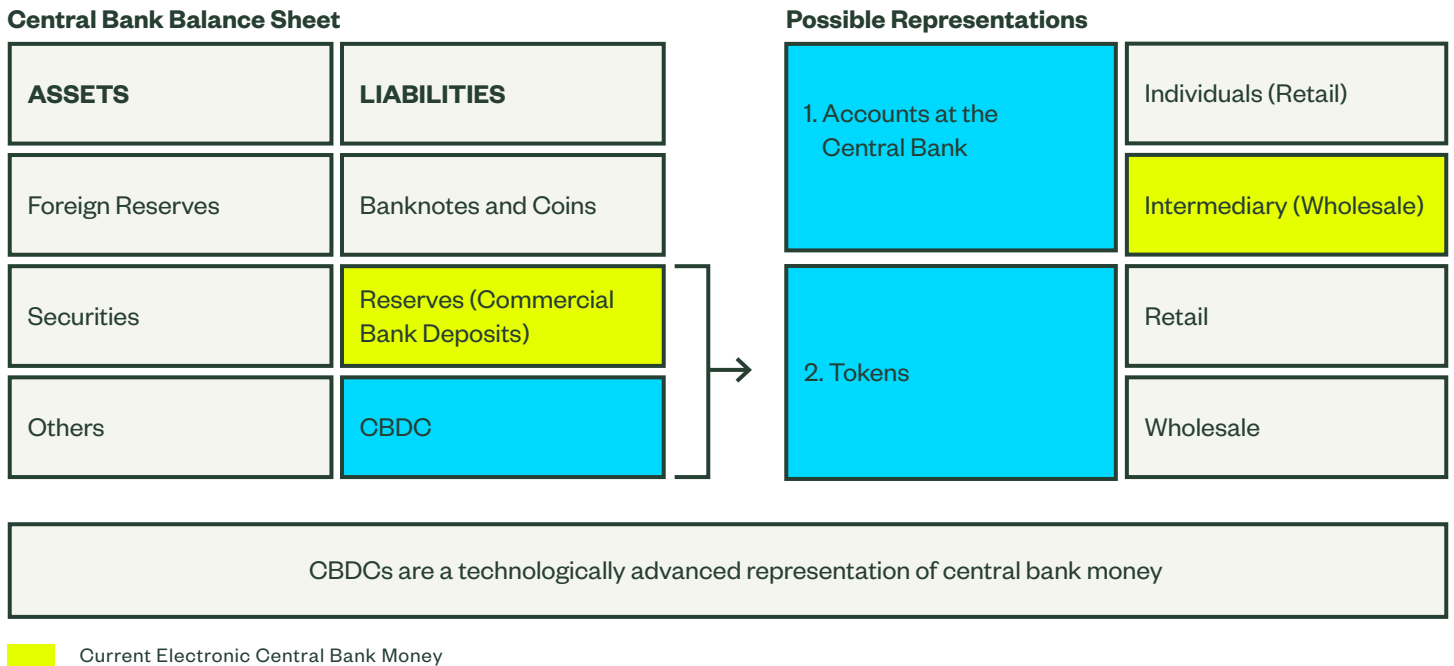 Central Bank Balance Sheet
ASSETS
LIABILITIES
Foreign Reserves
Banknotes and Coins
Securities
Reserves (Commercial
Bank Deposits)
Others
CBDC
Possible Representations
1. Accounts at the
Central Bank
Individuals (Retail)
Intermediary (Wholesale)
2. Tokens
Retail
Wholesale
CBDCs are a technologically advanced representation of central bank money
Current Electronic Central Bank Money